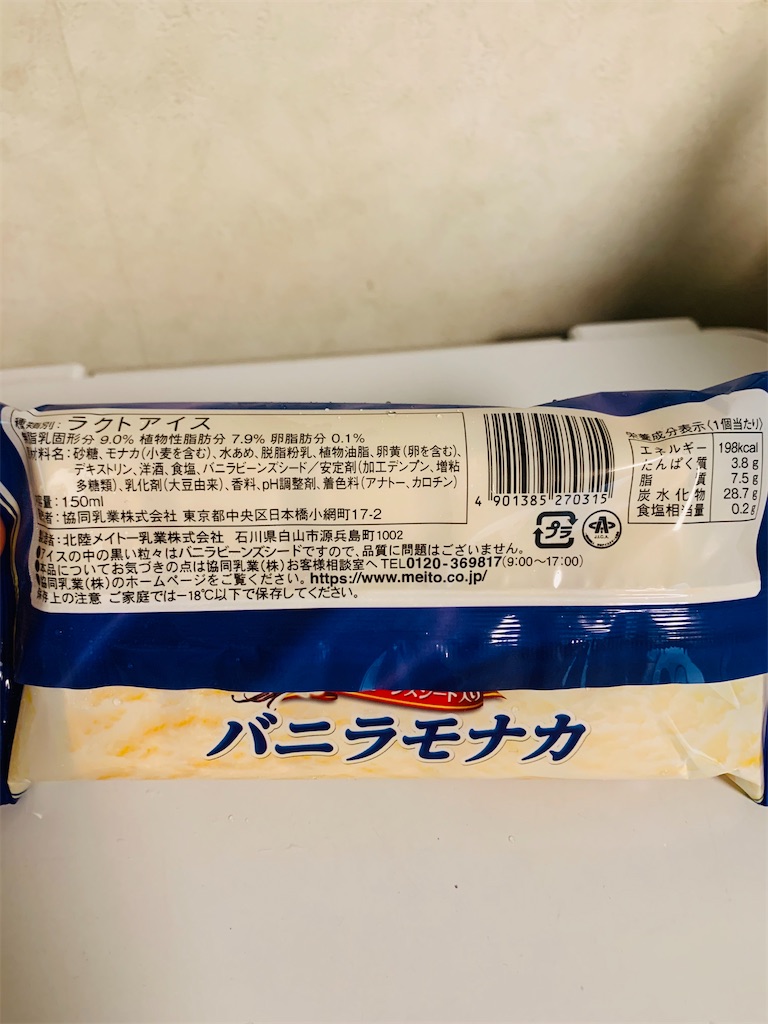 種類別:ラクトアイス
脂乳固形分 9.0% 植物性脂肪分 7.9% 卵脂肪分 0.1%
材料名:砂糖、モナカ(小麦を含む)、水あめ、脱脂粉乳、植物油脂、卵黄(卵を含む)、
デキストリン、洋酒、食塩、バニラビーンズシード/安定剤(加工デンプン、増粘
多糖類)、乳化剤(大豆由来)、香料、pH調整剤、着色料(アナトー、カロチン)
容量:150ml
者:協同乳業株式会社 東京都中央区日本橋小網町17-2
造者:北陸メイトー乳業株式会社 石川県白山市源兵島町1002
●アイスの中の黒い粒々はバニラビーンズシードですので、品質に問題はございません。
●本品についてお気づきの点は協同乳業(株)お客様相談室へ TEL0120-369817(9:00〜17:00)
協同乳業(株)のホームページをご覧ください。https://www.meito.co.jp/
保存上の注意 ご家庭では−18℃以下で保存してください。
4 901385 270315
プラ
J.I.C.A.
栄養成分表示〈1個当たり〉
エネルギー 198kcal
たんぱく質 3.8g
脂質 7.5g
炭水化物 28.7g
食塩相当量 0.2g
ズシード入り
バニラモナカ